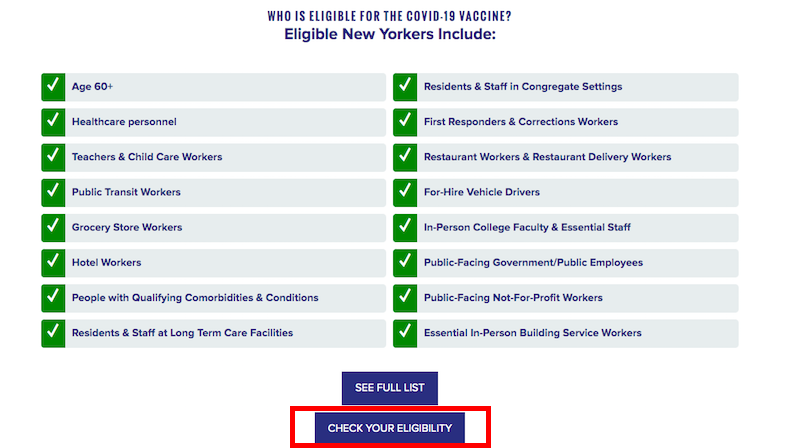 WHO IS ELIGIBLE FOR THE COVID-19 VACCINE?
Eligible New Yorkers Include:
Age 60+
Residents & Staff in Congregate Settings
Healthcare personnel
First Responders & Corrections Workers
Teachers & Child Care Workers
Restaurant Workers & Restaurant Delivery Workers
Public Transit Workers
For-Hire Vehicle Drivers
Grocery Store Workers
In-Person College Faculty & Essential Staff
Hotel Workers
Public-Facing Government/Public Employees
People with Qualifying Comorbidities & Conditions
Public-Facing Not-For-Profit Workers
Residents & Staff at Long Term Care Facilities
Essential In-Person Building Service Workers
SEE FULL LIST
CHECK YOUR ELIGIBILITY